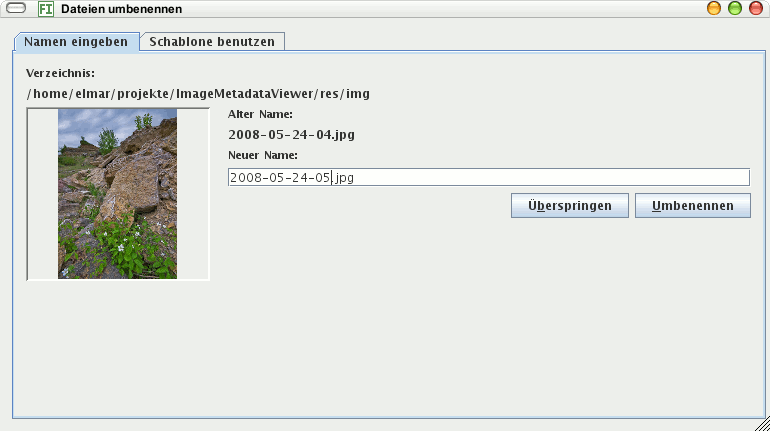 FI Dateien umbenennen
Namen eingeben Schablone benutzen
Verzeichnis:
/home/elmar/projekte/ImageMetadataViewer/res/img
Alter Name:
2008-05-24-04.jpg
Neuer Name:
2008-05-24-05.jpg
Überspringen Umbenennen